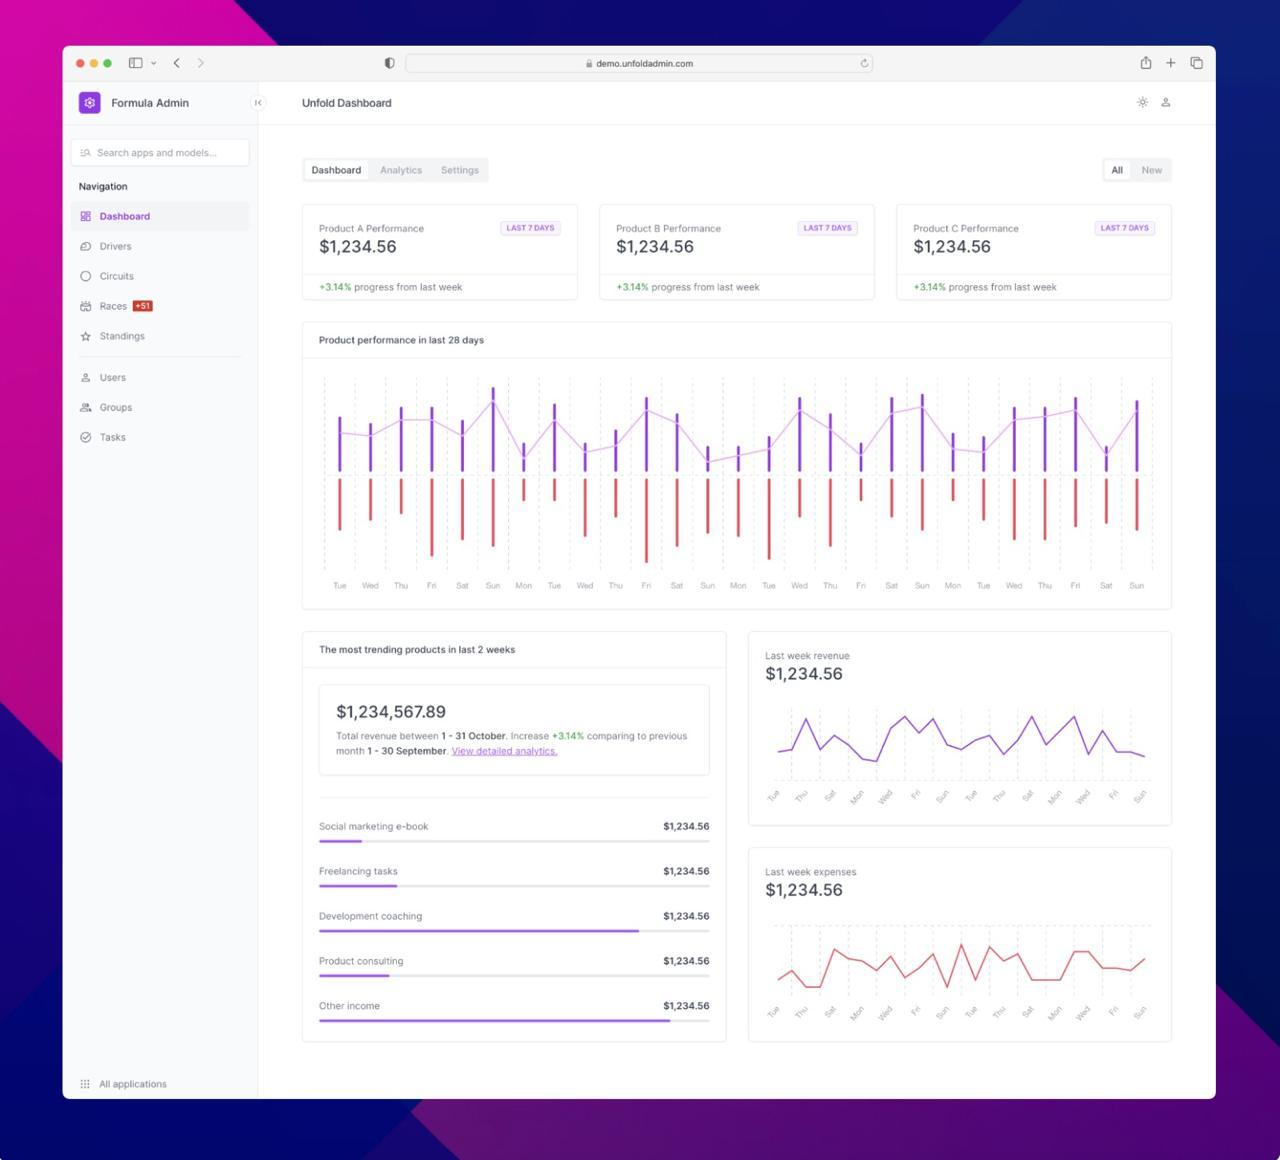 demo.unfoldadmin.com
Formula Admin
Unfold Dashboard
Search apps and models...
Navigation
Dashboard
Drivers
Circuits
Races +51
Standings
Users
Groups
Tasks
All applications
Dashboard Analytics Settings
All New
Product A Performance LAST 7 DAYS
$1,234.56
+3.14% progress from last week
Product B Performance LAST 7 DAYS
$1,234.56
+3.14% progress from last week
Product C Performance LAST 7 DAYS
$1,234.56
+3.14% progress from last week
Product performance in last 28 days
Tue Wed Thu Fri Sat Sun Mon Tue Wed Thu Fri Sat Sun Mon Tue Wed Thu Fri Sat Sun Mon Tue Wed Thu Fri Sat Sun
The most trending products in last 2 weeks
$1,234,567.89
Total revenue between 1 - 31 October. Increase +3.14% comparing to previous
month 1 - 30 September. View detailed analytics.
Social marketing e-book $1,234.56
Freelancing tasks $1,234.56
Development coaching $1,234.56
Product consulting $1,234.56
Other income $1,234.56
Last week revenue
$1,234.56
Tue Thu Sat Mon Wed Fri Sun Tue Thu Sat Mon Wed Fri Sun
Last week expenses
$1,234.56
Tue Thu Sat Mon Wed Fri Sun Tue Thu Sat Mon Wed Fri Sun